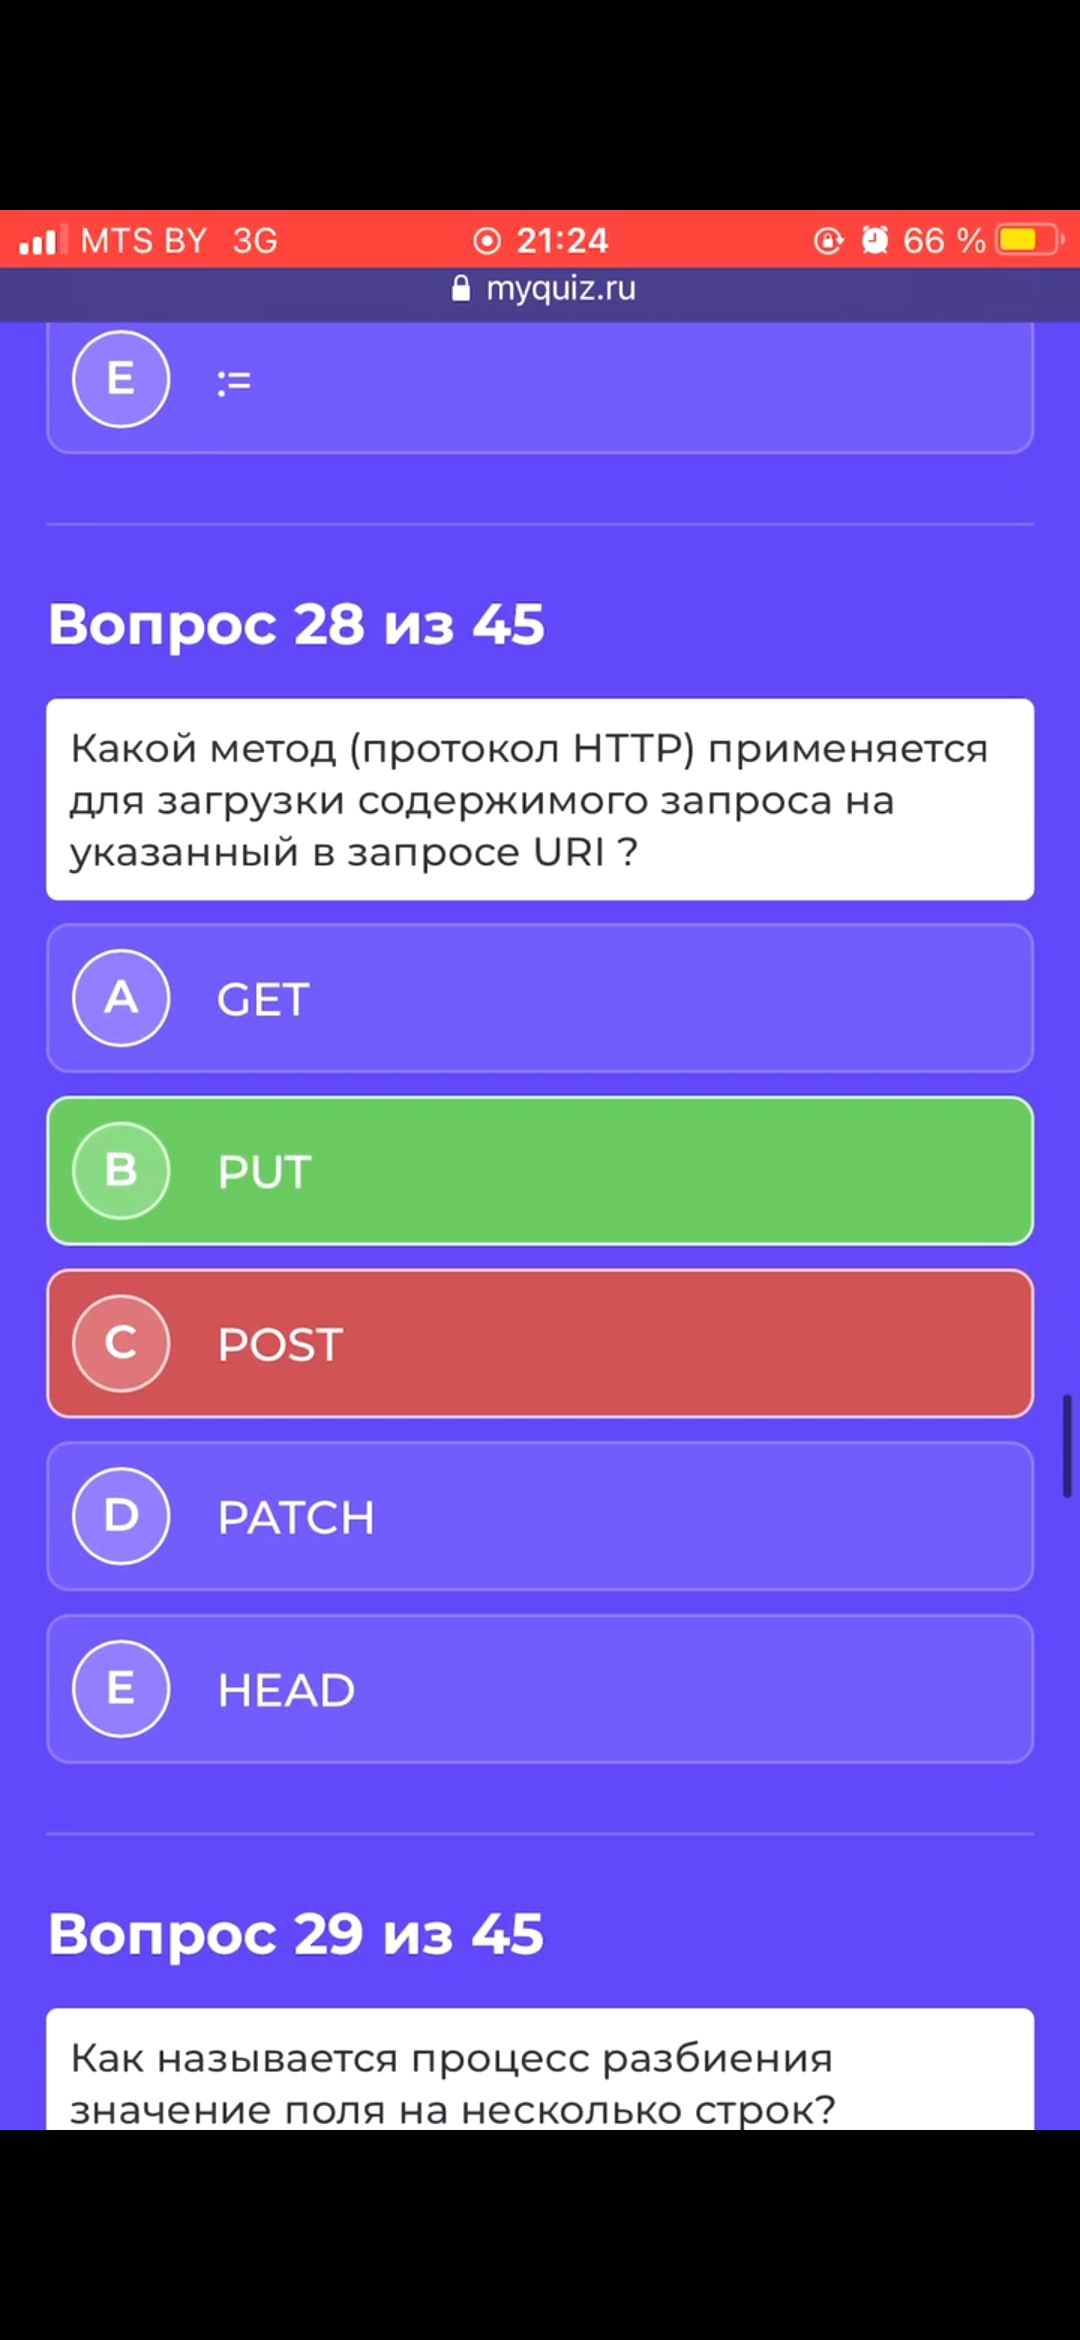 MTS BY 3G 21:24 66 %
myquiz.ru
E :=
Вопрос 28 из 45
Какой метод (протокол HTTP) применяется
для загрузки содержимого запроса на
указанный в запросе URI ?
A GET
B PUT
C POST
D PATCH
E HEAD
Вопрос 29 из 45
Как называется процесс разбиения
значение поля на несколько строк?